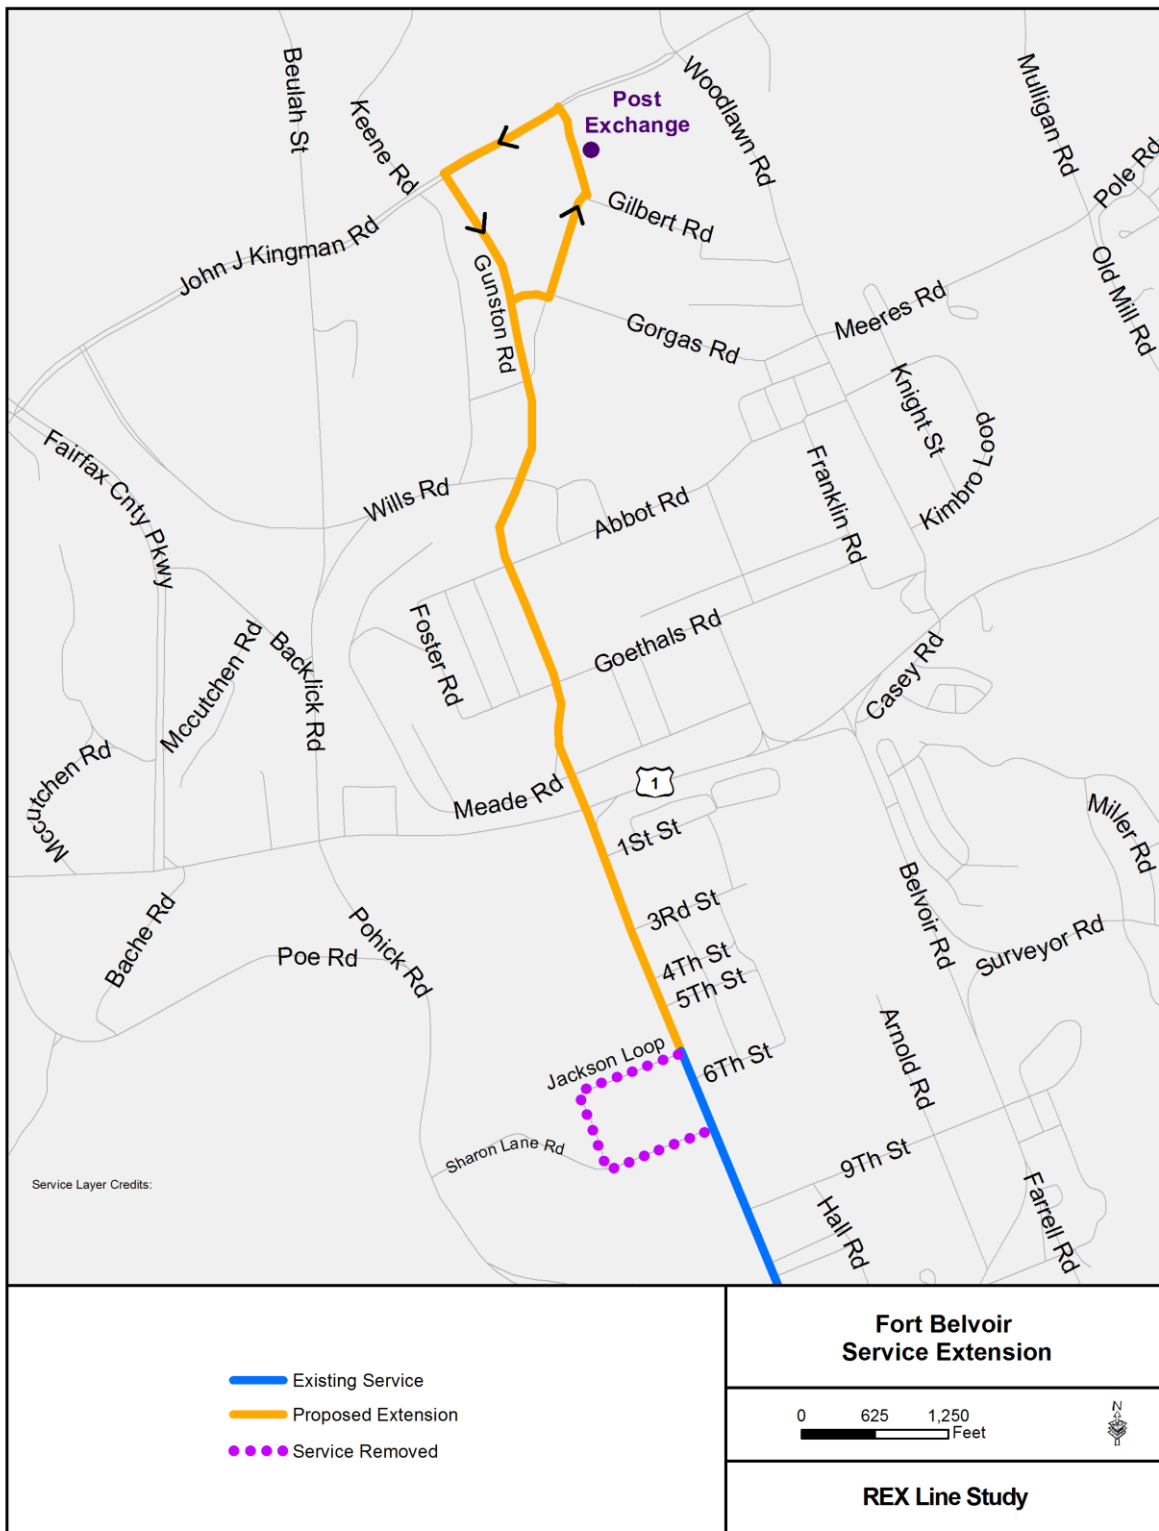 Beulah St
Keene Rd
Post
Exchange
Woodlawn Rd
Mulligan Rd
Pole Rd
Gilbert Rd
John J Kingman Rd
Gunston Rd
Old Mill Rd
Meeres Rd
Gorgas Rd
Knight St
Kimbro Loop
Fairfax Cnty Pkwy
Wills Rd
Abbot Rd
Franklin Rd
Foster Rd
Goethals Rd
Mccutchen Rd
Backlick Rd
Casey Rd
Mccutchen Rd
Meade Rd
1
1St St
Miller Rd
Belvoir Rd
3Rd St
Bache Rd
Pohick Rd
Poe Rd
Surveyor Rd
4Th St
5Th St
Arnold Rd
Jackson Loop
6Th St
Sharon Lane Rd
9Th St
Hall Rd
Farrell Rd
Service Layer Credits:
Existing Service
Proposed Extension
Service Removed
Fort Belvoir
Service Extension
0 625 1,250
Feet
N
REX Line Study